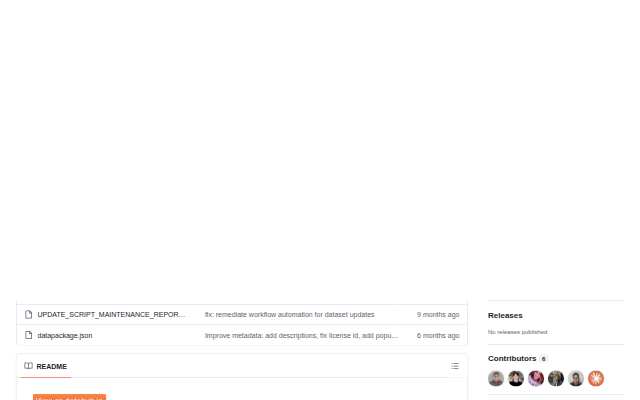 UPDATE_SCRIPT_MAINTENANCE_REPOR... fix: remediate workflow automation for dataset updates 9 months ago
datapackage.json Improve metadata: add descriptions, fix license id, add popu... 6 months ago
README
Releases
No releases published
Contributors 6